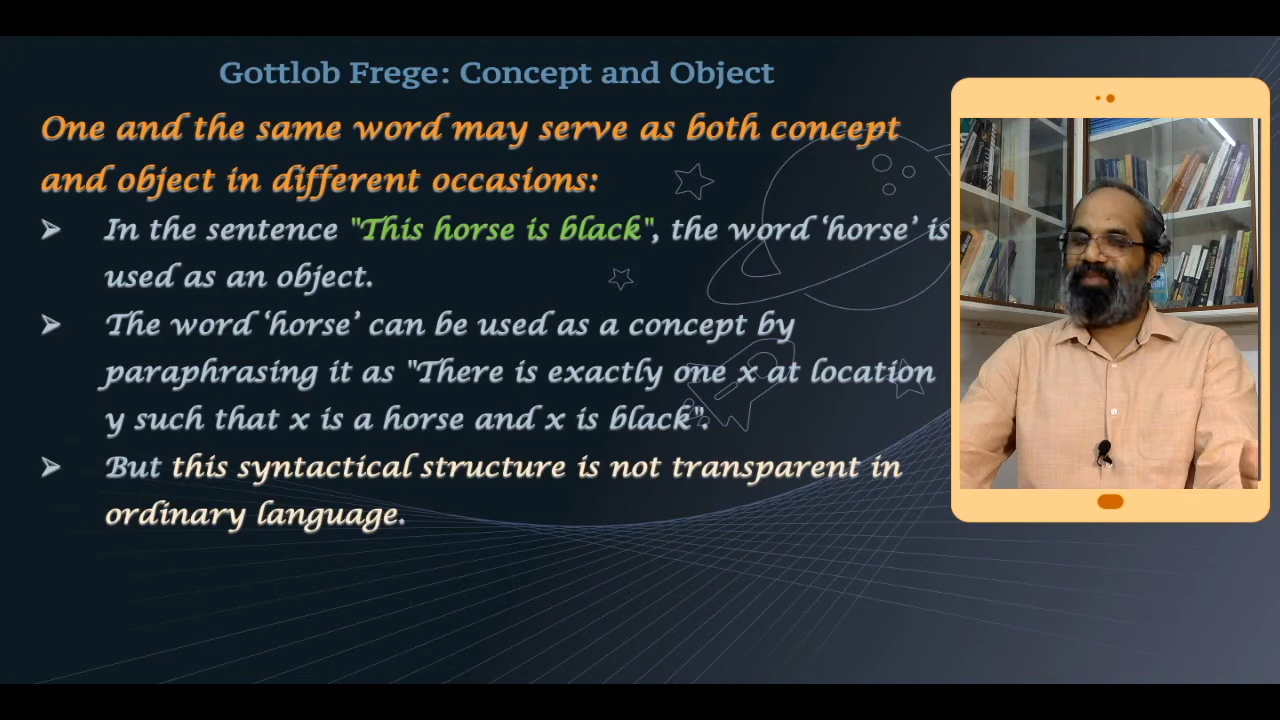 Gottlob Frege: Concept and Object
One and the same word may serve as both concept
and object in different occasions:
➢ In the sentence "This horse is black", the word ‘horse’ is
used as an object.
➢ The word ‘horse’ can be used as a concept by
paraphrasing it as "There is exactly one x at location
y such that x is a horse and x is black".
➢ But this syntactical structure is not transparent in
ordinary language.